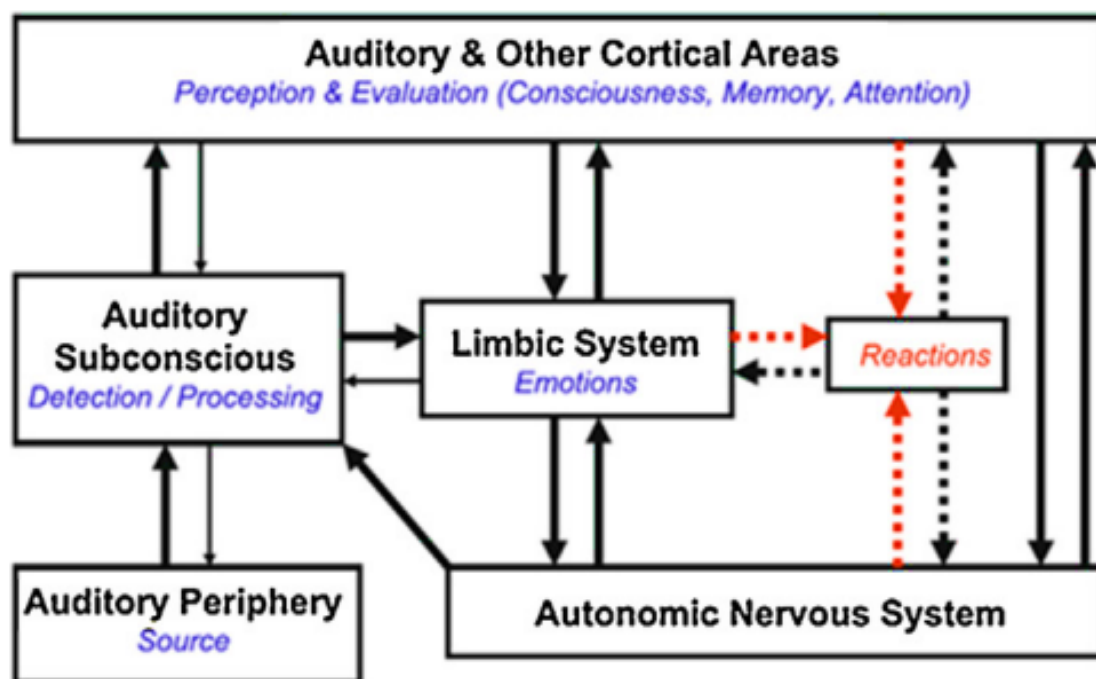 Auditory & Other Cortical Areas
Perception & Evaluation (Consciousness, Memory, Attention)
Auditory
Subconscious
Detection / Processing
Limbic System
Emotions
Reactions
Auditory Periphery
Source
Autonomic Nervous System